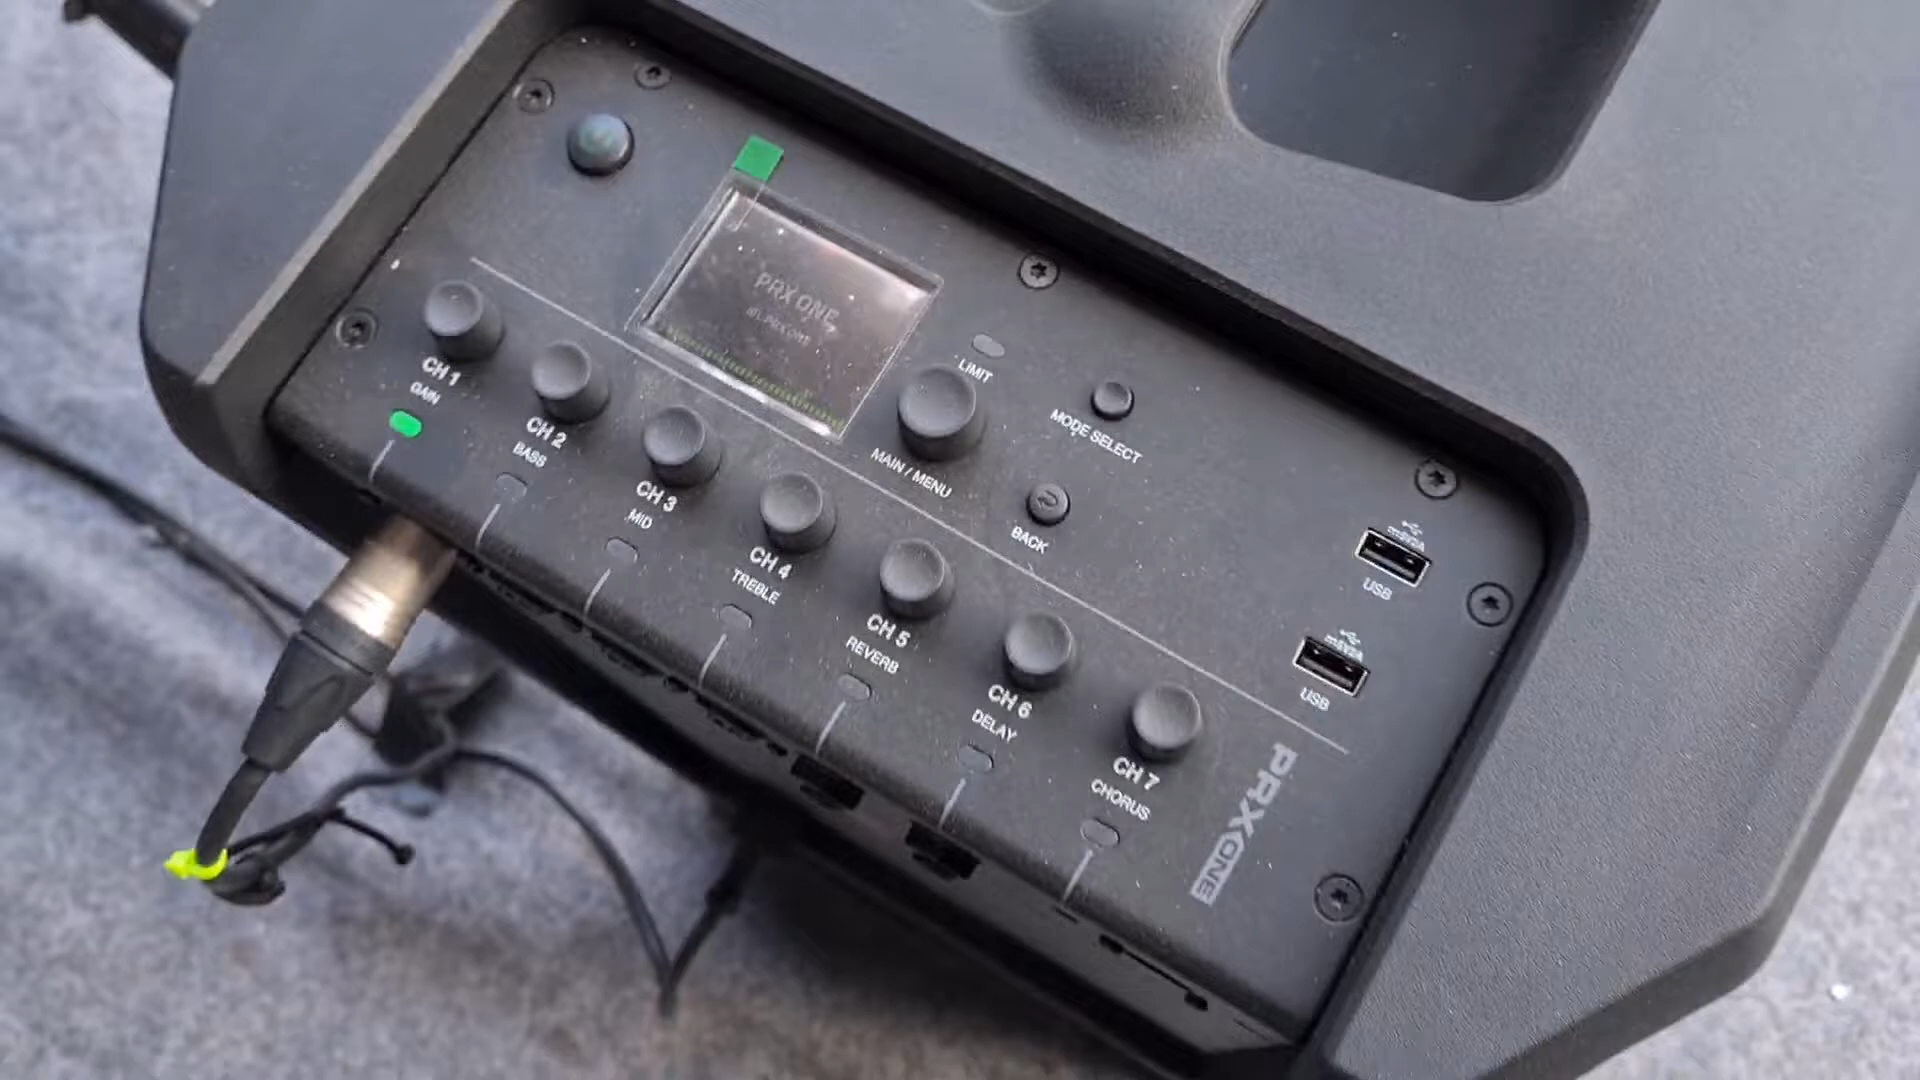 PRX ONE
LIMIT
MODE SELECT
MAIN / MENU
BACK
USB
USB
CH 1
GAIN
CH 2
BASS
CH 3
MID
CH 4
TREBLE
CH 5
REVERB
CH 6
DELAY
CH 7
CHORUS
PRX ONE